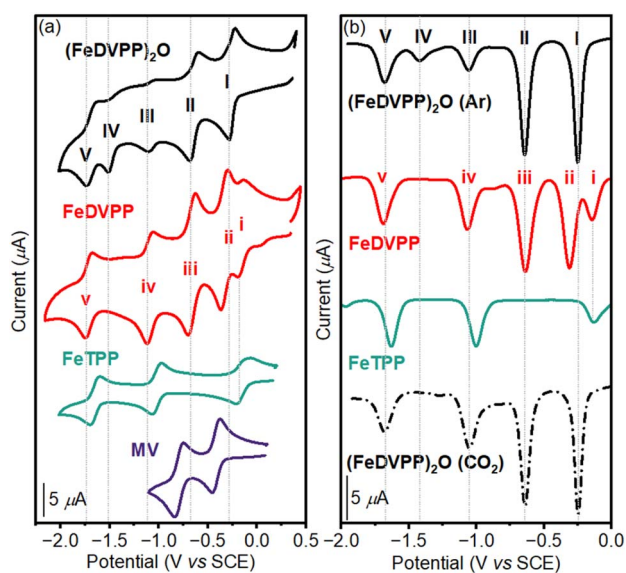 (a)
(FeDVPP)₂O
V IV III II I
FeDVPP
v iv iii ii i
FeTPP
MV
5 μA
Current (μA)
-2.0 -1.5 -1.0 -0.5 0.0 0.5
Potential (V vs SCE)
(b)
V IV III II I
(FeDVPP)₂O (Ar)
v iv iii ii i
FeDVPP
FeTPP
(FeDVPP)₂O (CO₂)
5 μA
Current (μA)
-2.0 -1.5 -1.0 -0.5 0.0
Potential (V vs SCE)